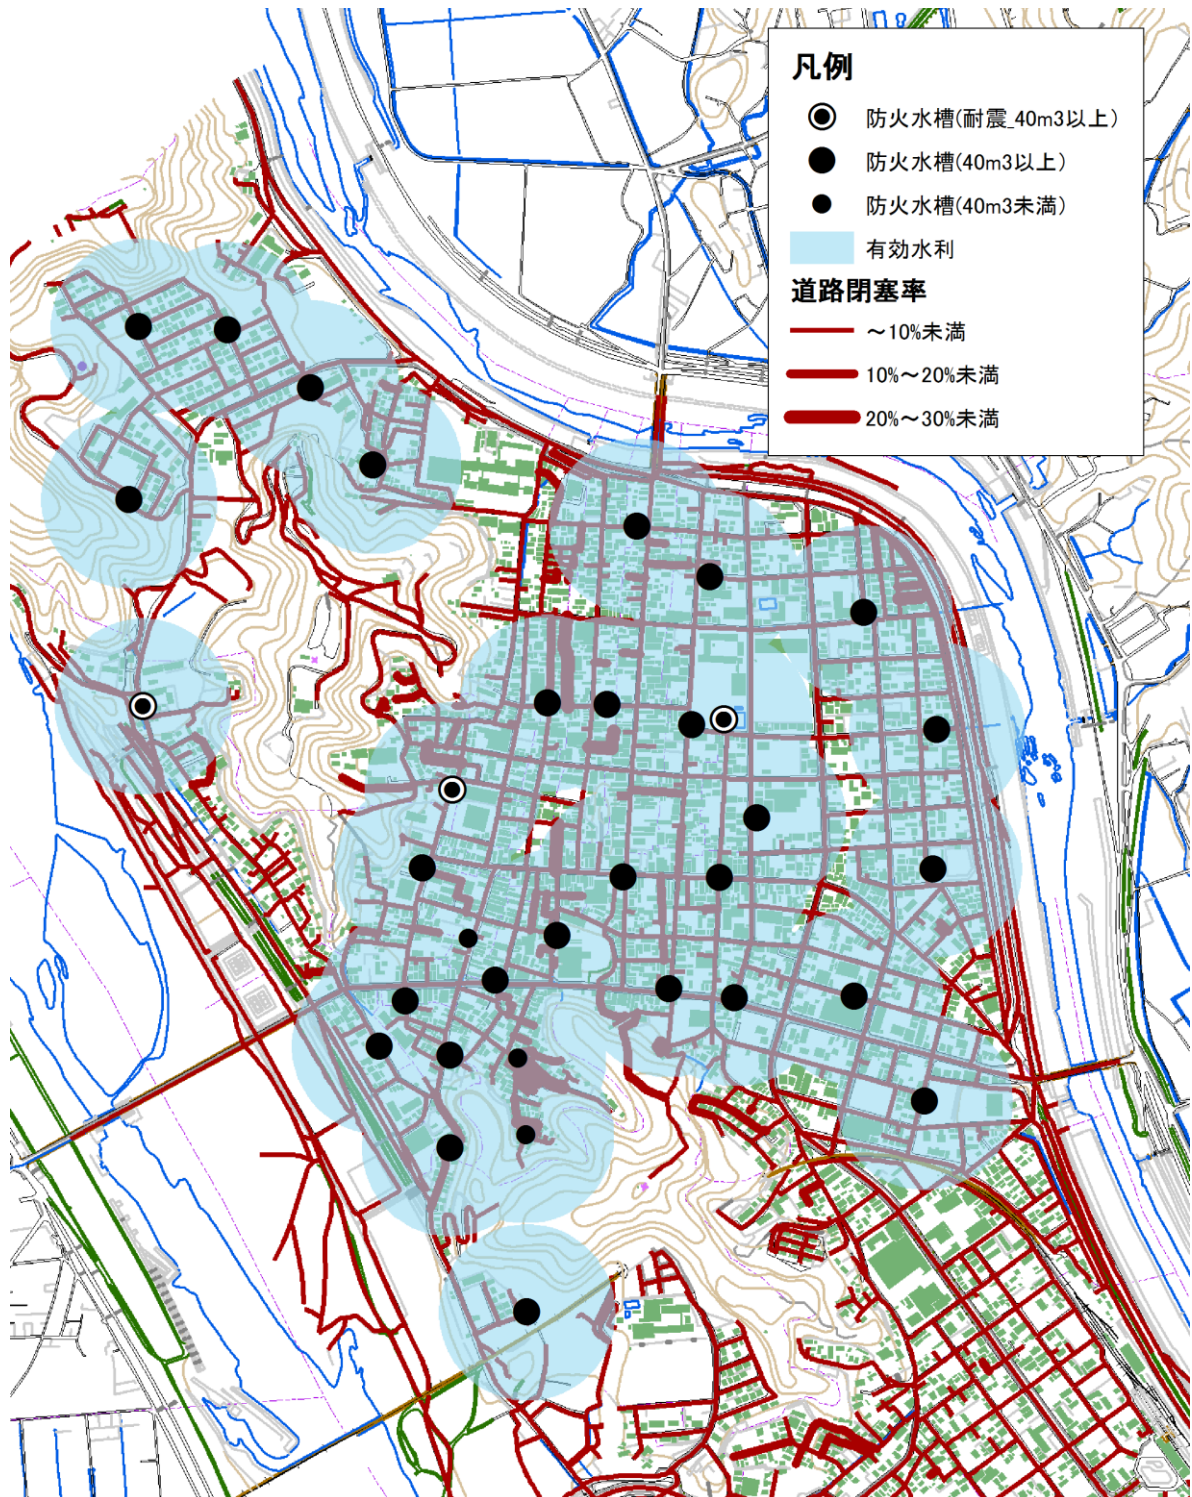 凡例
防火水槽(耐震_40m3以上)
防火水槽(40m3以上)
防火水槽(40m3未満)
有効水利
道路閉塞率
～10%未満
10%～20%未満
20%～30%未満